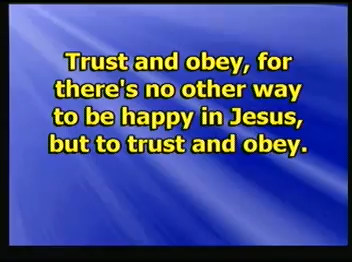 Trust and obey, for
there's no other way
to be happy in Jesus,
but to trust and obey.